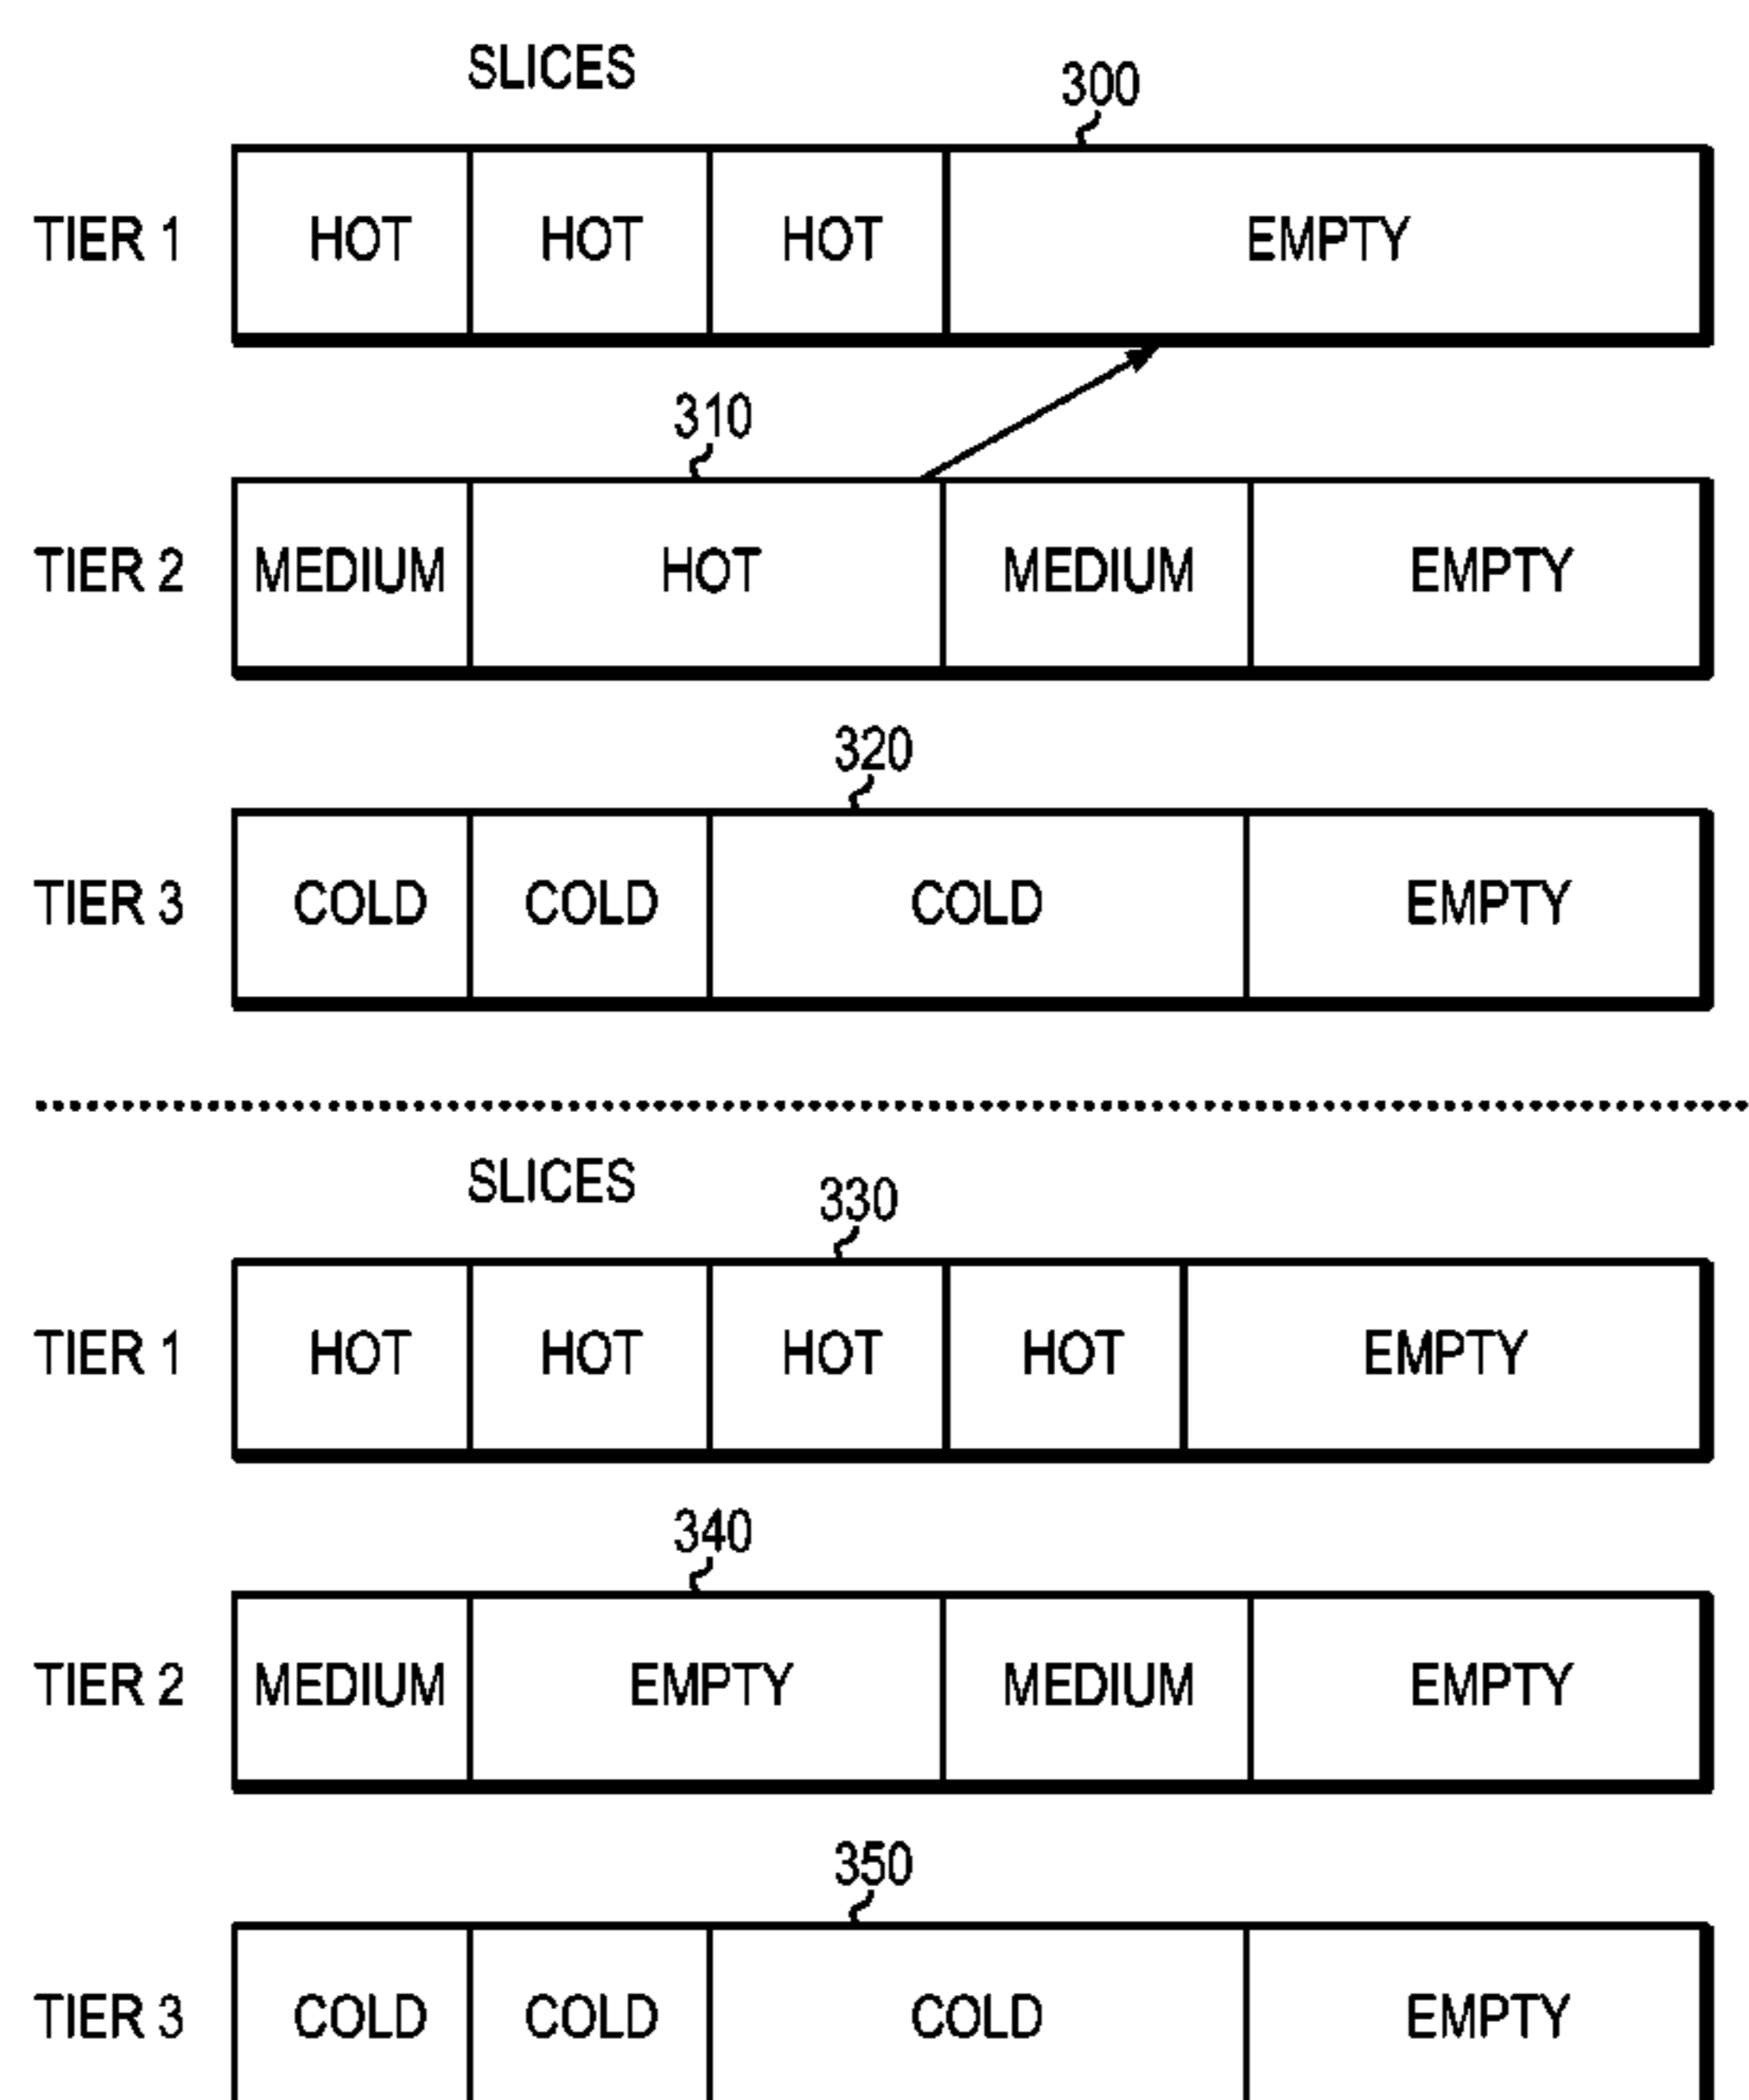 SLICES
300
TIER 1 HOT HOT HOT EMPTY
310
TIER 2 MEDIUM HOT MEDIUM EMPTY
320
TIER 3 COLD COLD COLD EMPTY
SLICES
330
TIER 1 HOT HOT HOT HOT EMPTY
340
TIER 2 MEDIUM EMPTY MEDIUM EMPTY
350
TIER 3 COLD COLD COLD EMPTY